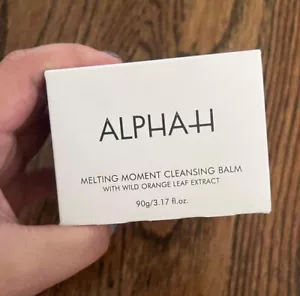 ALPHA-H
MELTING MOMENT CLEANSING BALM
WITH WILD ORANGE LEAF EXTRACT
90g/3.17 fl.oz.